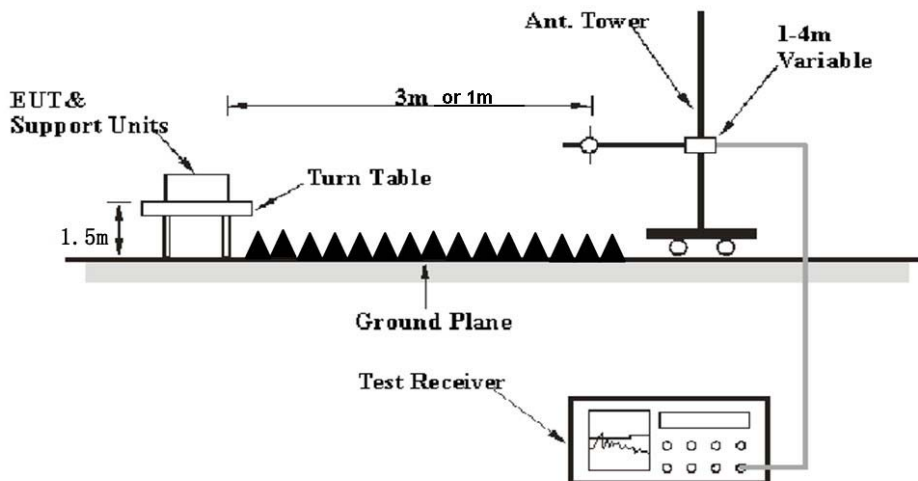 Ant. Tower
1-4m
Variable
EUT&
Support Units
3m or 1m
Turn Table
1.5m
Ground Plane
Test Receiver